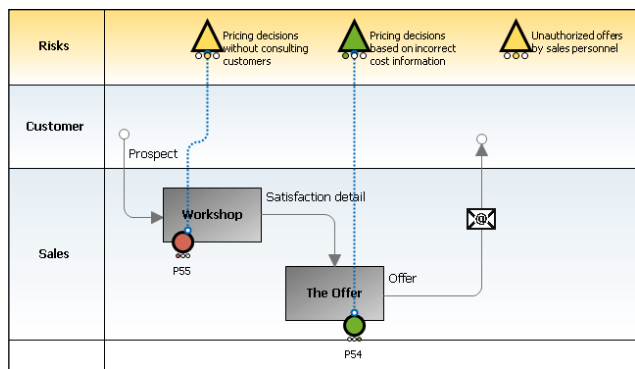 Risks
Pricing decisions
without consulting
customers
Pricing decisions
based on incorrect
cost information
Unauthorized offers
by sales personnel
Customer
Prospect
Sales
Workshop
Satisfaction detail
@
P55
The Offer
Offer
P54